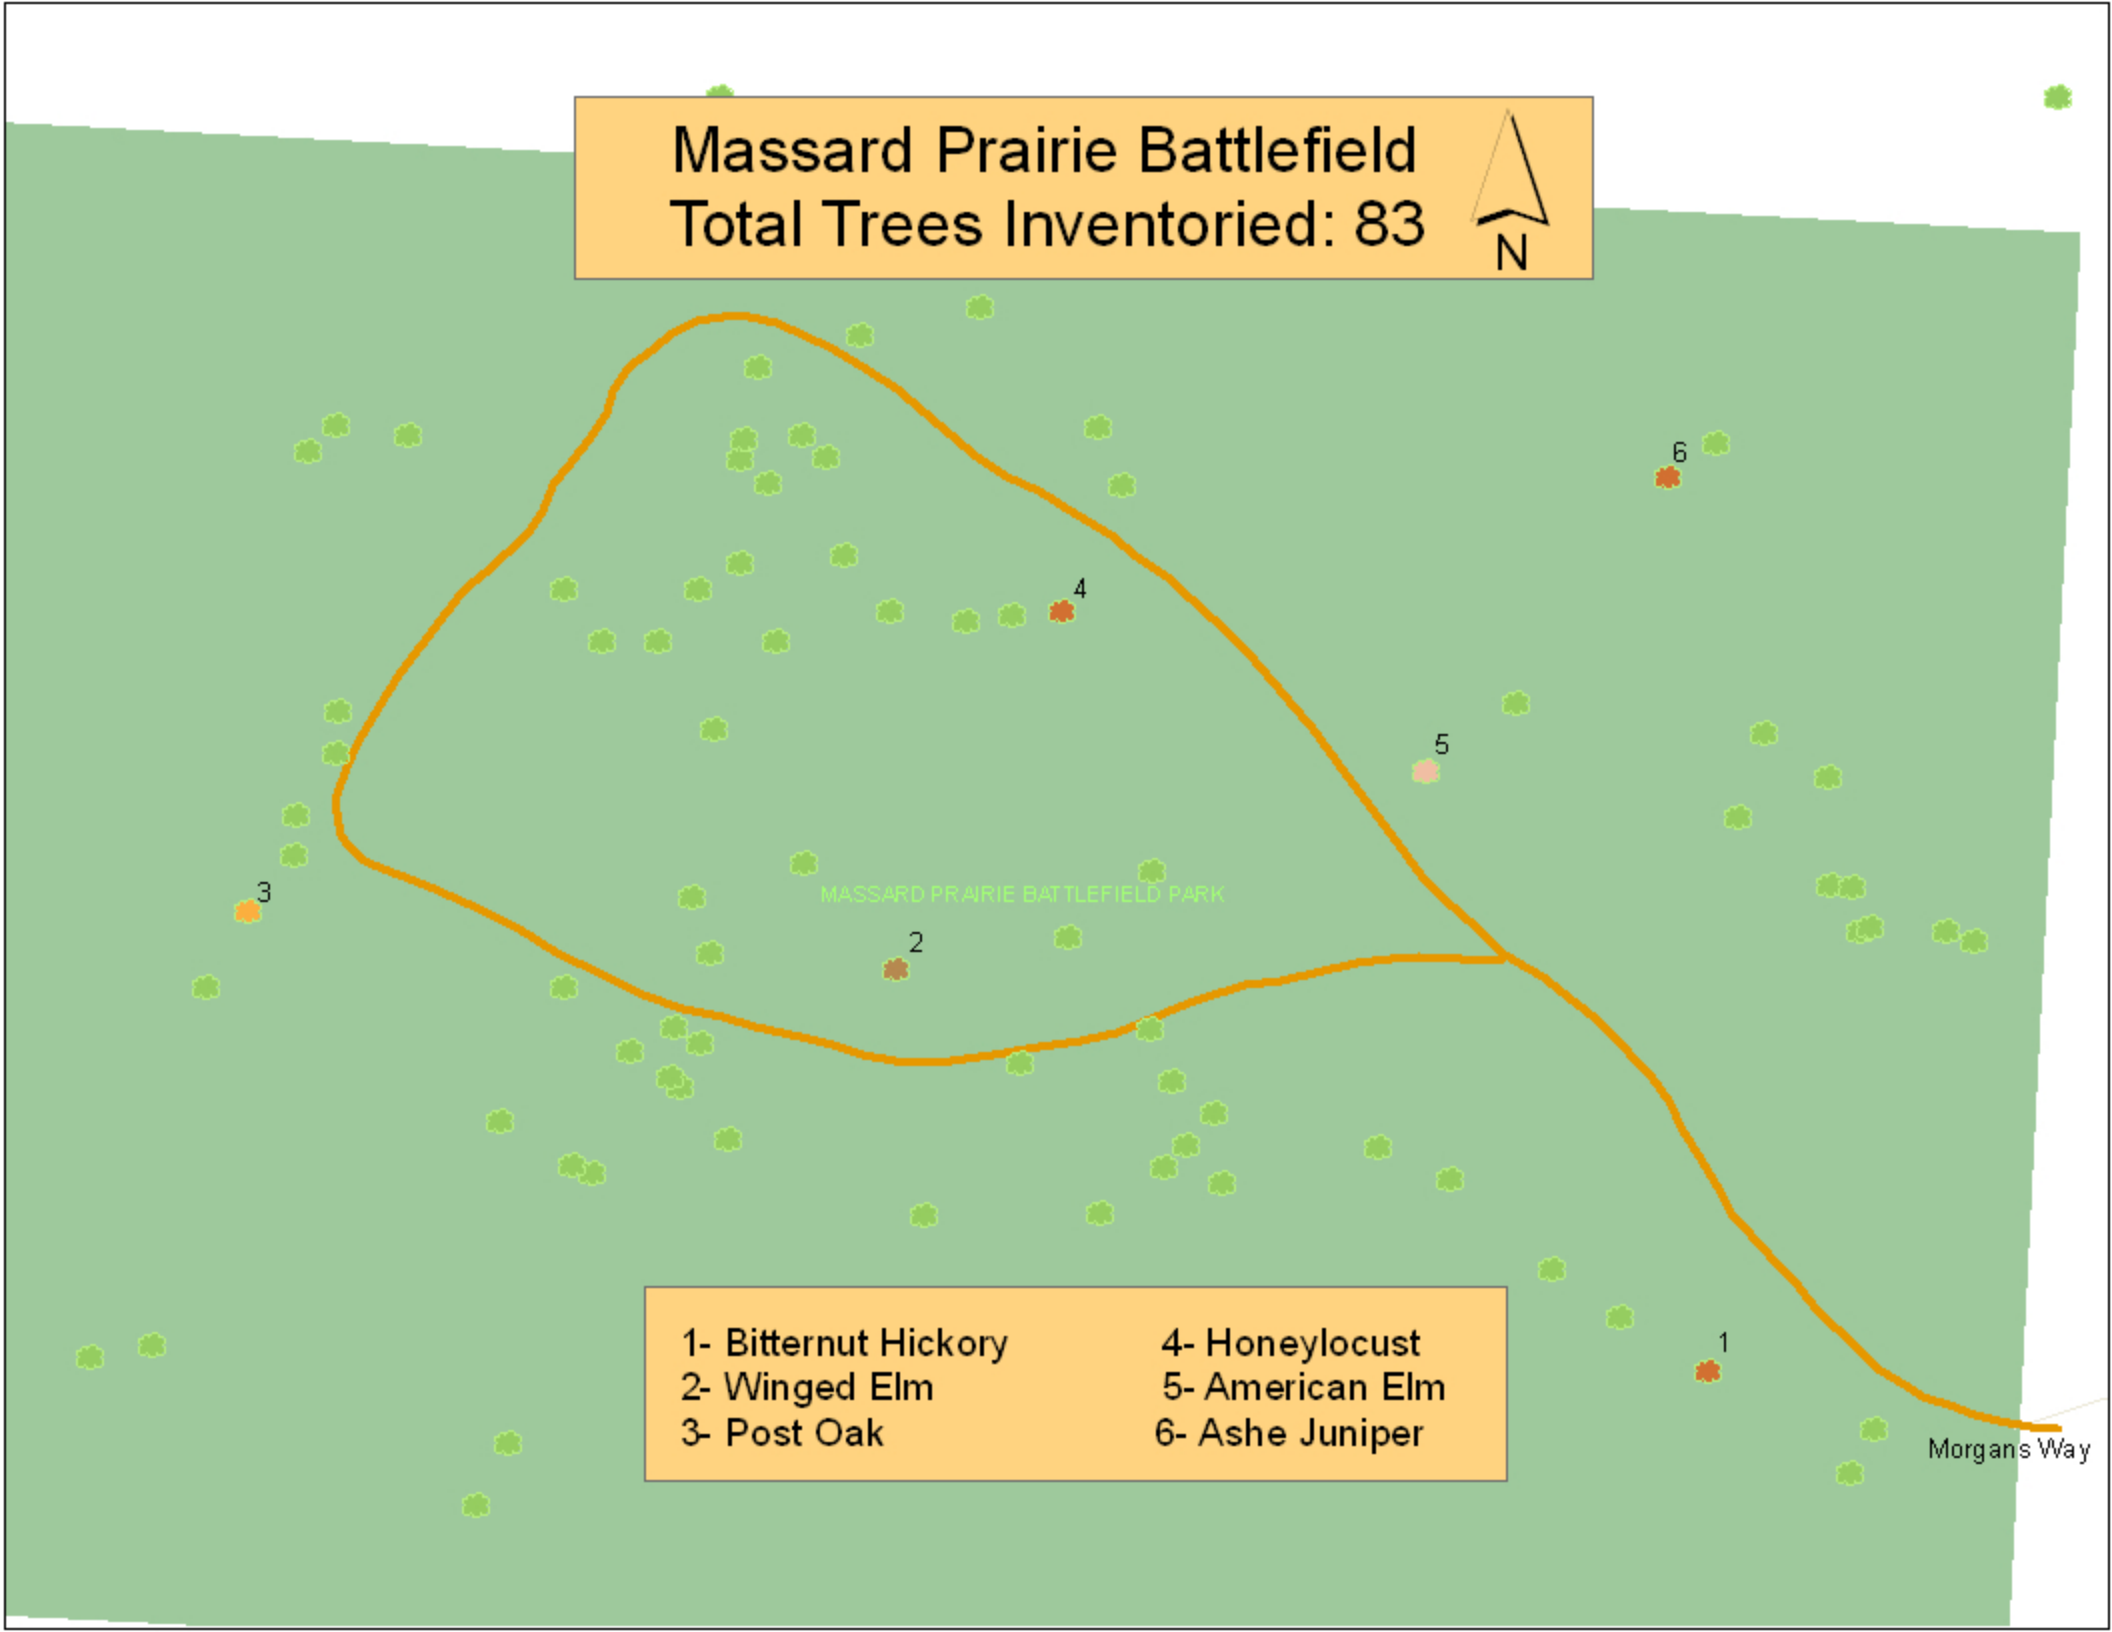 Massard Prairie Battlefield
Total Trees Inventoried: 83
N
6
4
5
3
MASSARD PRAIRIE BATTLEFIELD PARK
2
1
1- Bitternut Hickory
2- Winged Elm
3- Post Oak
4- Honeylocust
5- American Elm
6- Ashe Juniper
Morgans Way